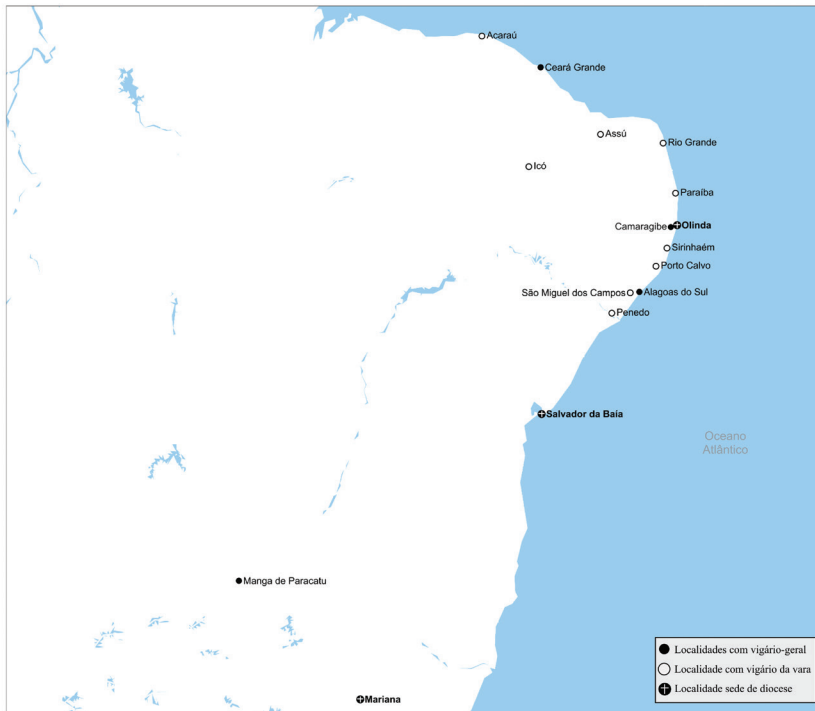 Acaraú
Ceará Grande
Assú
Rio Grande
Icó
Paraíba
Camaragibe
Olinda
Sirinhaém
Porto Calvo
São Miguel dos Campos
Alagoas do Sul
Penedo
Salvador da Baia
Oceano
Atlântico
Manga de Paracatu
Mariana
Localidades com vigário-geral
Localidade com vigário da vara
Localidade sede de diocese